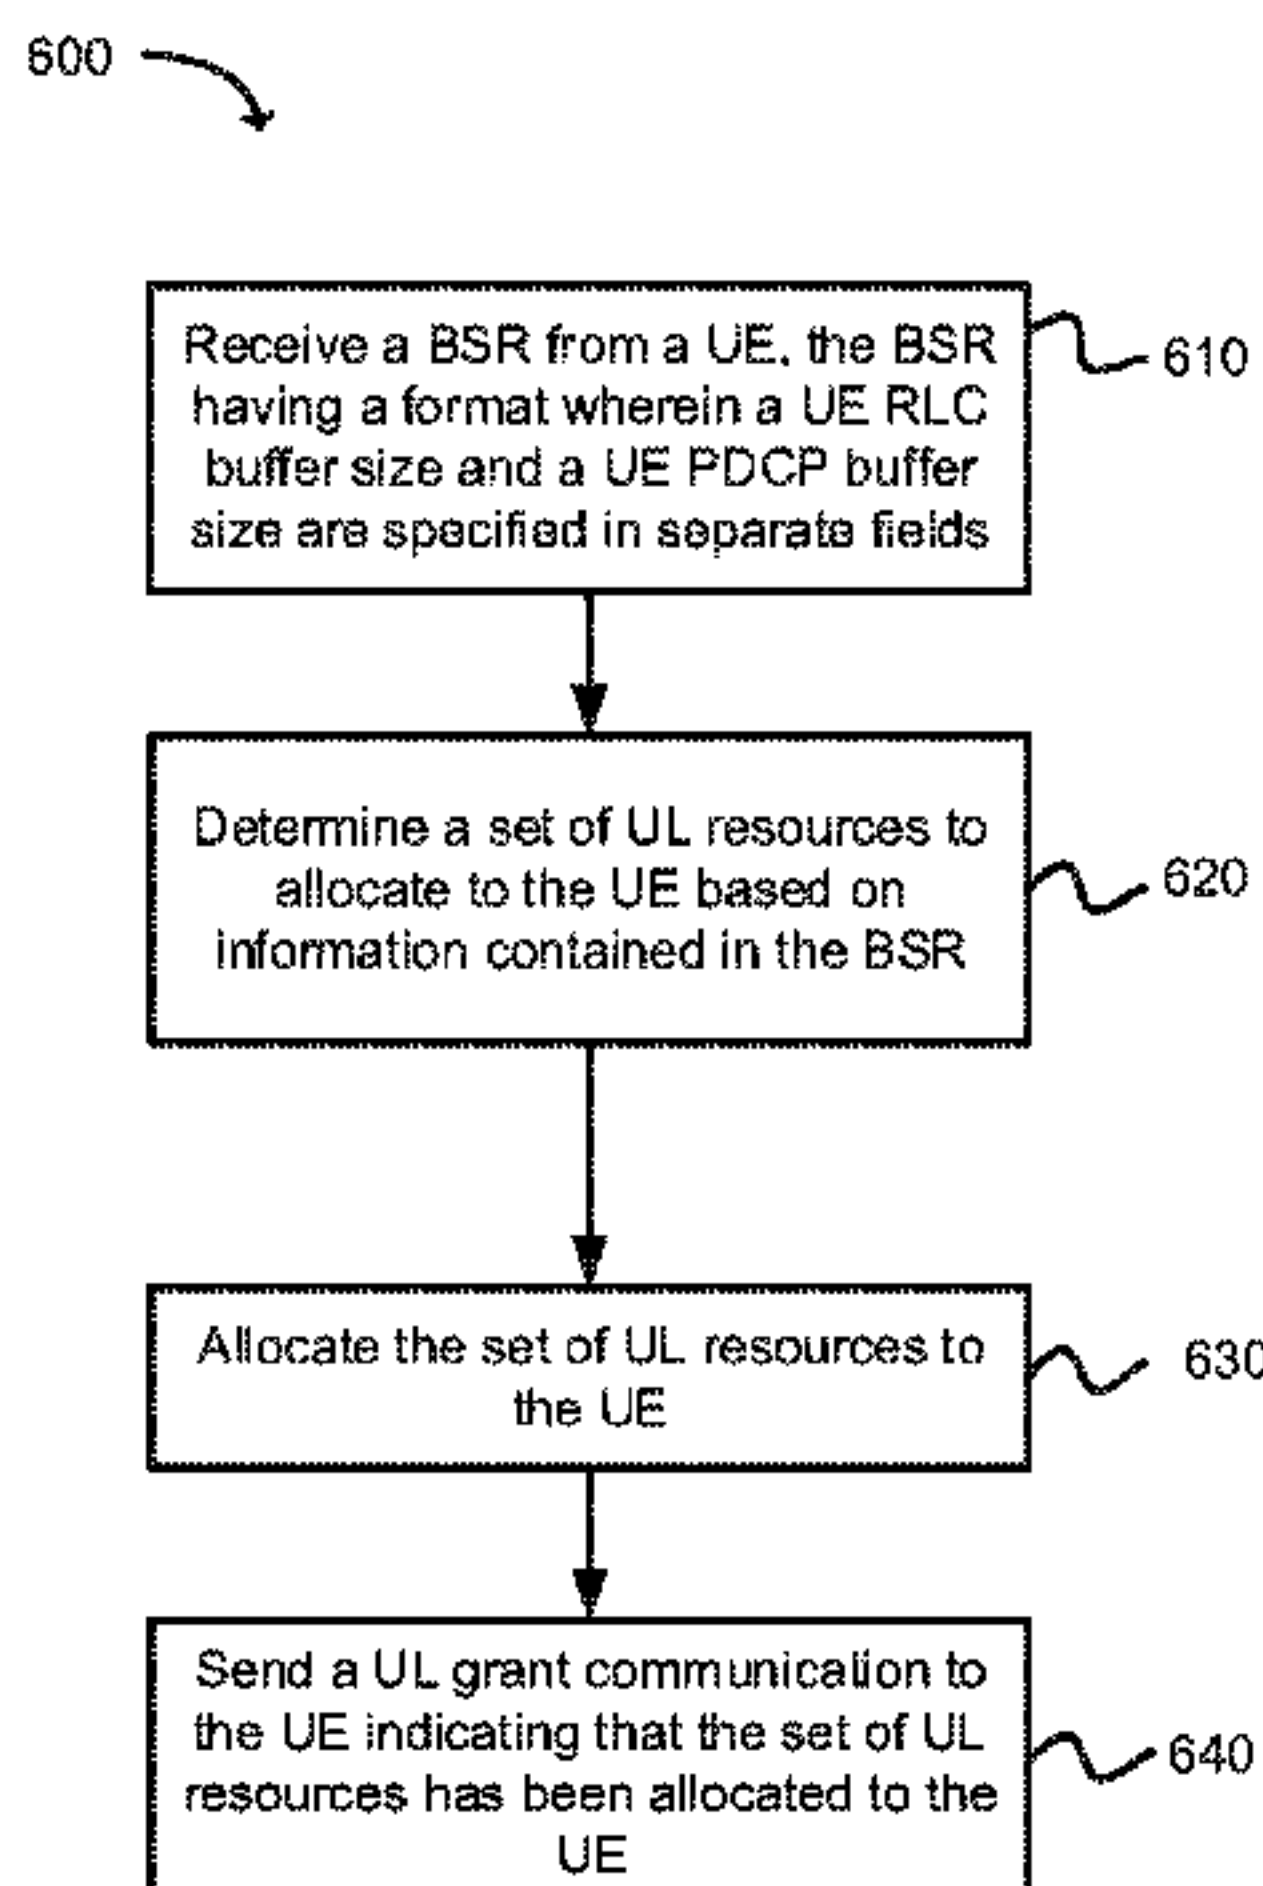 600
Receive a BSR from a UE, the BSR
having a format wherein a UE RLC
buffer size and a UE PDCP buffer
size are specified in separate fields
610
Determine a set of UL resources to
allocate to the UE based on
information contained in the BSR
620
Allocate the set of UL resources to
the UE
630
Send a UL grant communication to
the UE indicating that the set of UL
resources has been allocated to the
UE
640